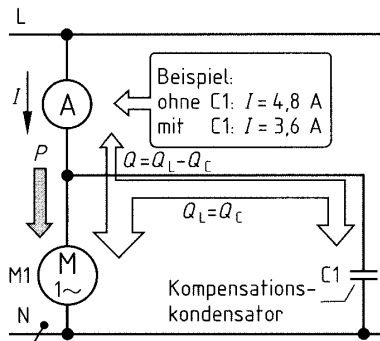 L
I
A
Beispiel:
ohne C1: I = 4,8 A
mit C1: I = 3,6 A
P
Q=Q_L-Q_C
Q_L=Q_C
M1
M
1~
C1
Kompensations-
kondensator
N